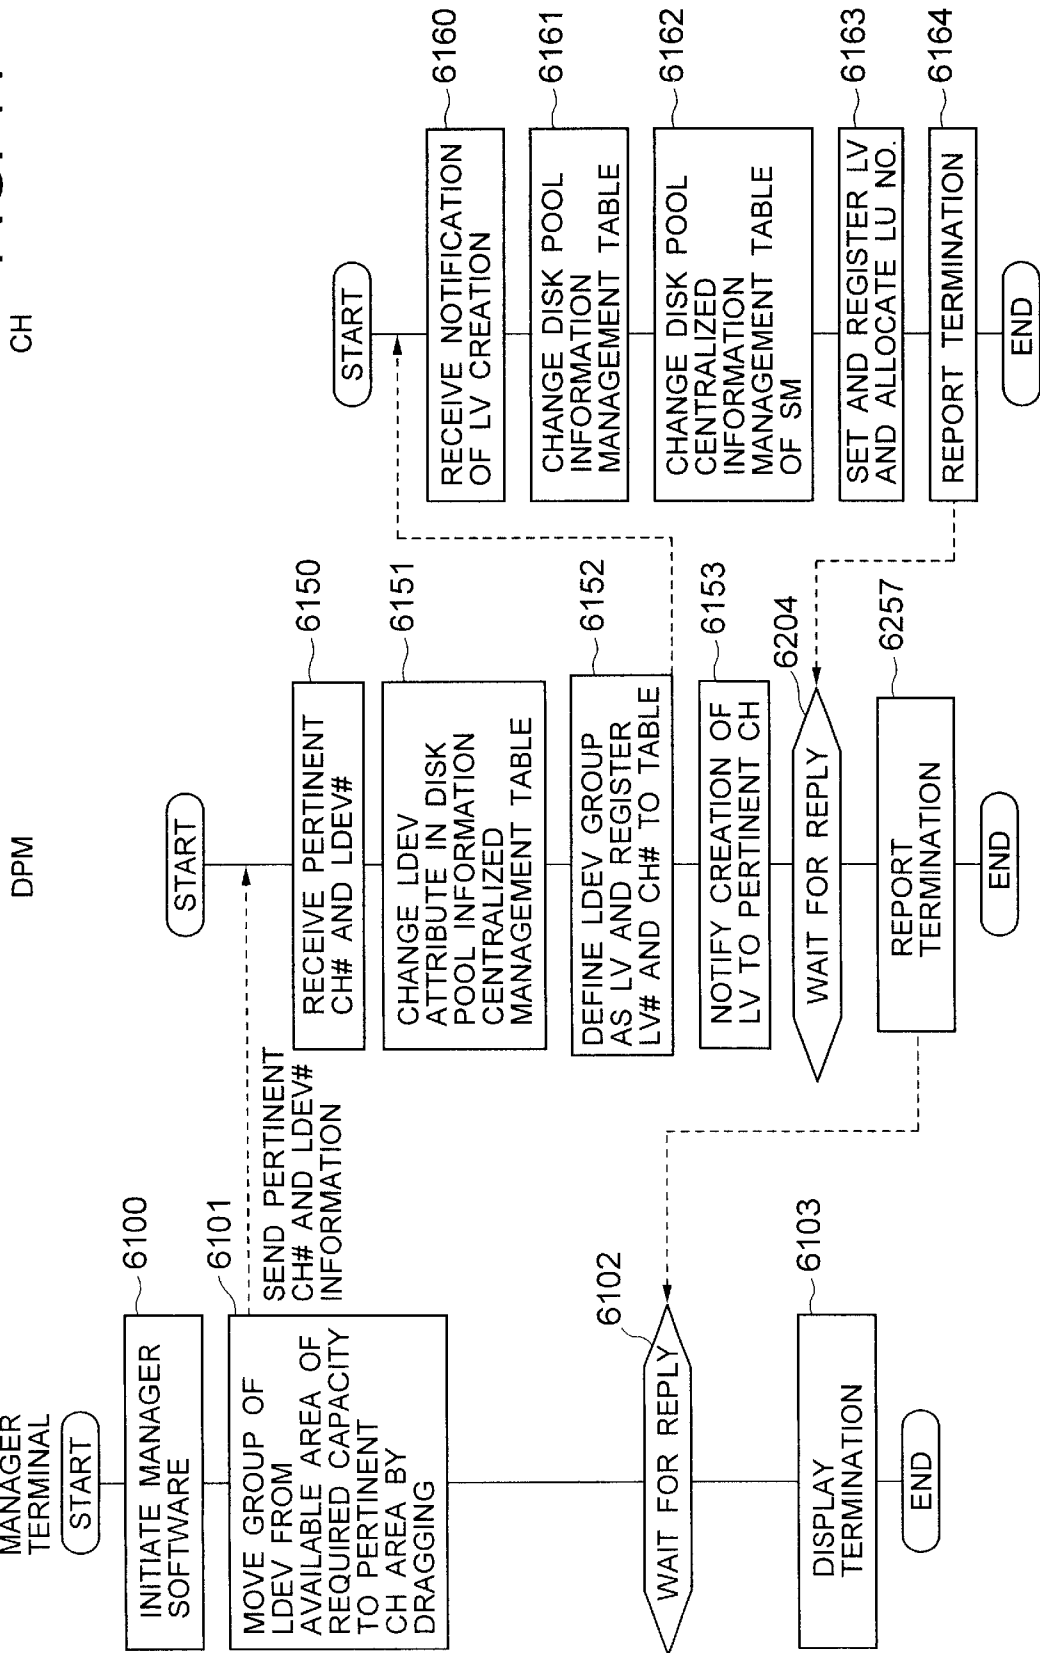 MANAGER
TERMINAL
START
INITIATE MANAGER
SOFTWARE
6100
MOVE GROUP OF
LDEV FROM
AVAILABLE AREA OF
REQUIRED CAPACITY
TO PERTINENT
CH AREA BY
DRAGGING
6101
SEND PERTINENT
CH# AND LDEV#
INFORMATION
WAIT FOR REPLY
6102
DISPLAY
TERMINATION
6103
END
DPM
START
RECEIVE PERTINENT
CH# AND LDEV#
6150
CHANGE LDEV
ATTRIBUTE IN DISK
POOL INFORMATION
CENTRALIZED
MANAGEMENT TABLE
6151
DEFINE LDEV GROUP
AS LV AND REGISTER
LV# AND CH# TO TABLE
6152
NOTIFY CREATION OF
LV TO PERTINENT CH
6153
WAIT FOR REPLY
6204
REPORT
TERMINATION
6257
END
CH
START
RECEIVE NOTIFICATION
OF LV CREATION
6160
CHANGE DISK POOL
INFORMATION
MANAGEMENT TABLE
6161
CHANGE DISK POOL
CENTRALIZED
INFORMATION
MANAGEMENT TABLE
OF SM
6162
SET AND REGISTER LV
AND ALLOCATE LU NO.
6163
REPORT TERMINATION
6164
END